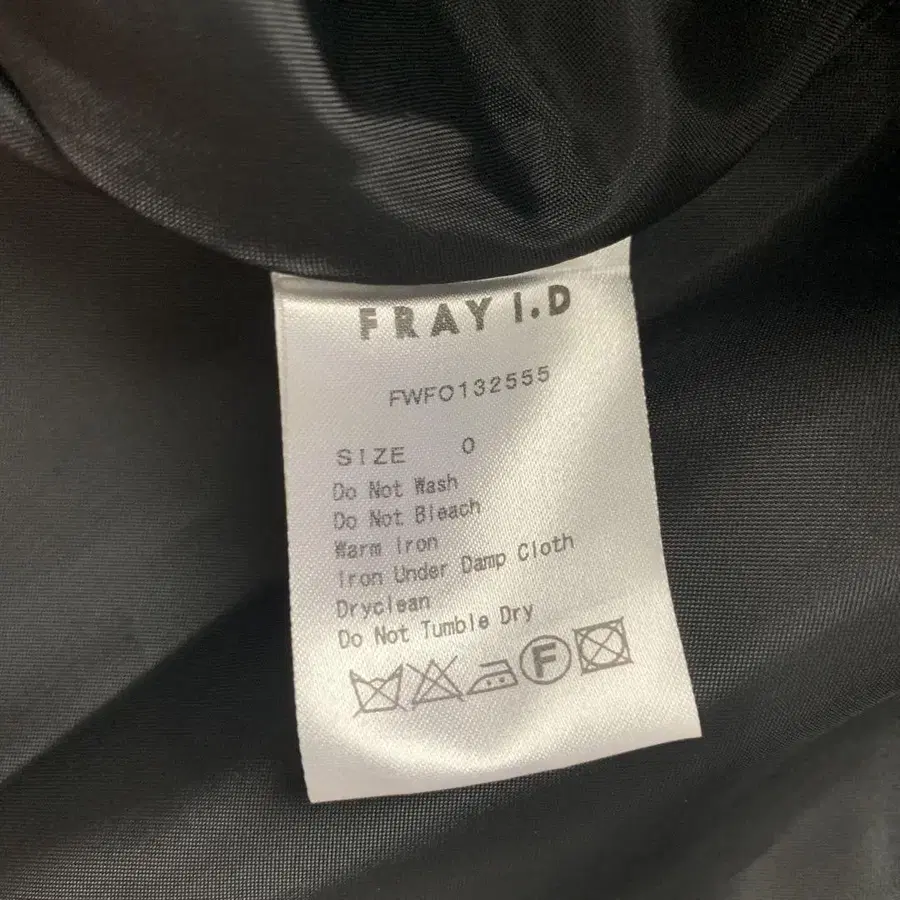 FRAY I.D
FWFO132555
SIZE 0
Do Not Wash
Do Not Bleach
Warm Iron
Iron Under Damp Cloth
Dryclean
Do Not Tumble Dry
F